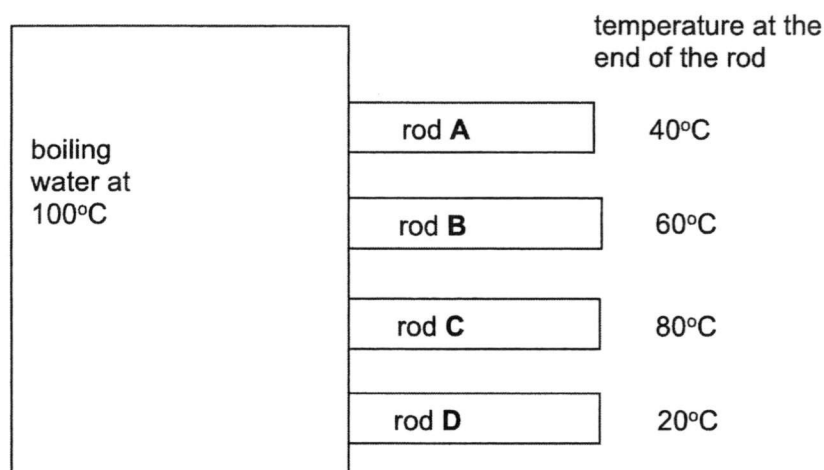 temperature at the
end of the rod
boiling
water at
100°C
rod A
40°C
rod B
60°C
rod C
80°C
rod D
20°C